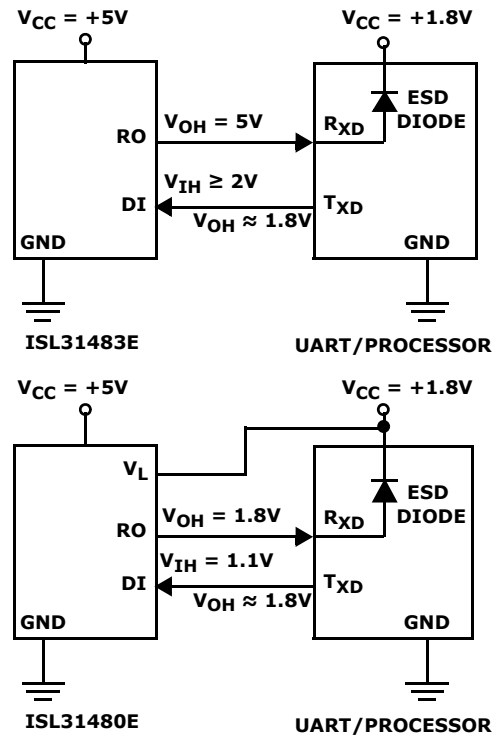 VCC = +5V
VCC = +1.8V
ESD
DIODE
RO
VOH = 5V
RXD
VIH ≥ 2V
DI
TXD
VOH ≈ 1.8V
GND
GND
ISL31483E
UART/PROCESSOR
VCC = +5V
VCC = +1.8V
VL
ESD
DIODE
RO
VOH = 1.8V
RXD
VIH = 1.1V
DI
TXD
VOH ≈ 1.8V
GND
GND
ISL31480E
UART/PROCESSOR